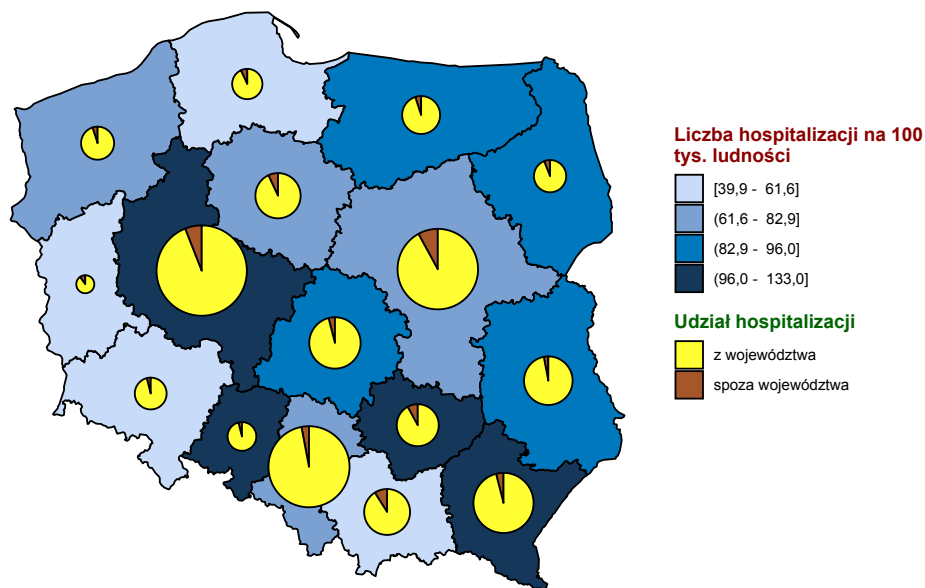 Liczba hospitalizacji na 100
tys. ludności
[39,9 - 61,6]
(61,6 - 82,9]
(82,9 - 96,0]
(96,0 - 133,0]
Udział hospitalizacji
z województwa
spoza województwa